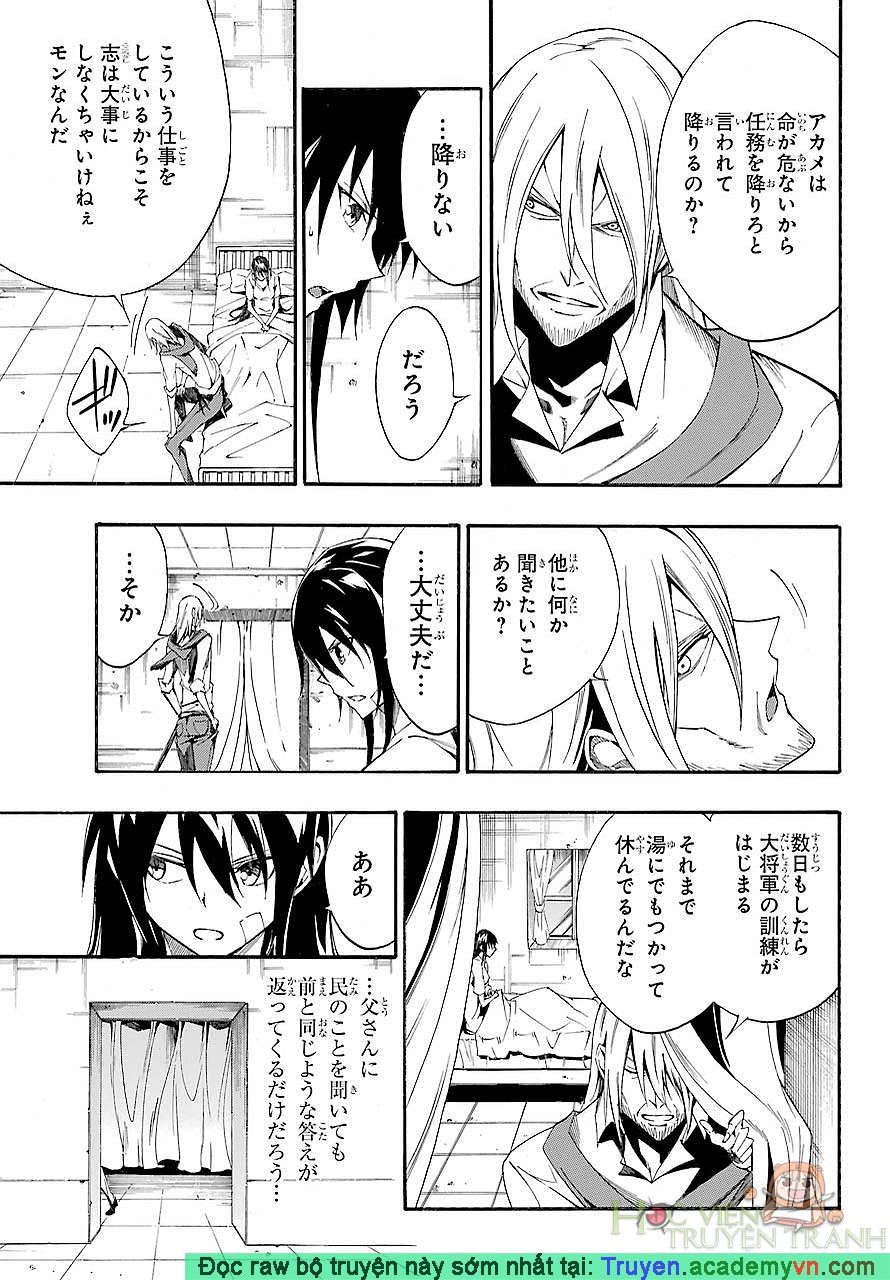 アカメは
命が危ないから
任務を降りろと
言われて
降りるのか?
…降りない
だろう
こういう仕事を
しているからこそ
志は大事に
しなくちゃいけねぇ
モンなんだ
他に何か
聞きたいこと
あるか?
…大丈夫だ…
…そか
数日もしたら
大将軍の訓練が
はじまる
それまで
湯にでもつかって
休んでるんだな
ああ
…父さんに
民のことを聞いても
前と同じような答えが
返ってくるだけだろう…
HỌC VIỆN
TRUYỆN TRANH
Đọc raw bộ truyện này sớm nhất tại: Truyen.academyvn.com